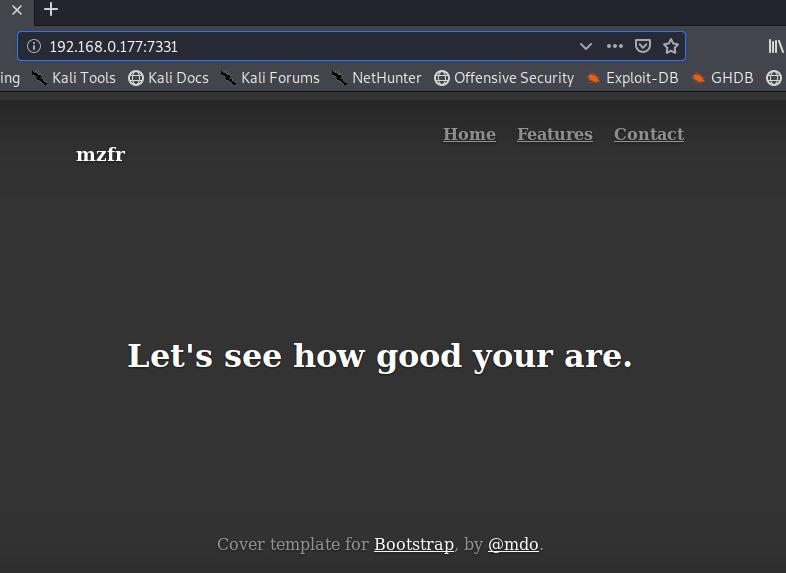 192.168.0.177:7331
ing Kali Tools Kali Docs Kali Forums NetHunter Offensive Security Exploit-DB GHDB
Home Features Contact
mzfr
Let's see how good your are.
Cover template for Bootstrap, by @mdo.